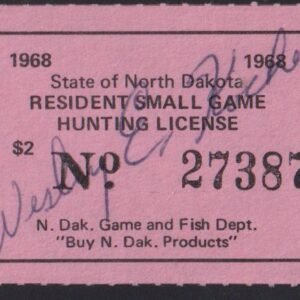 1968 1968
State of North Dakota
RESIDENT SMALL GAME
HUNTING LICENSE
$2 No 27387
Wesley E.
N. Dak. Game and Fish Dept.
"Buy N. Dak. Products"